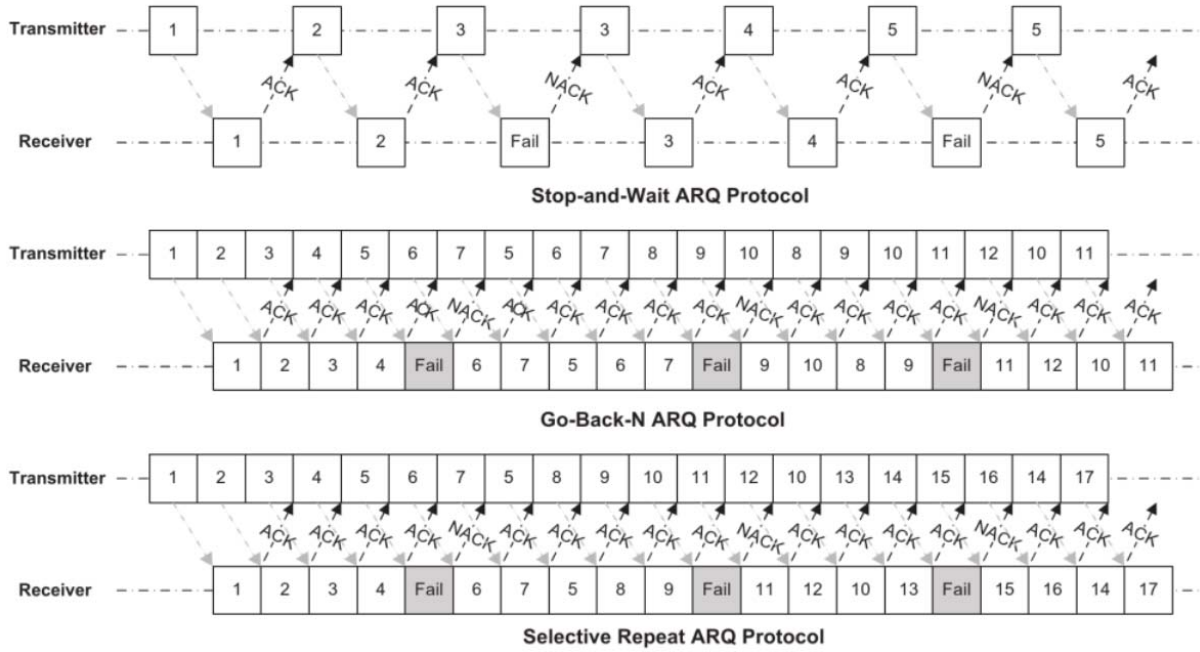 Transmitter 1 2 3 3 4 5 5
ACK ACK NACK ACK ACK NACK ACK
Receiver 1 2 Fail 3 4 Fail 5
Stop-and-Wait ARQ Protocol
Transmitter 1 2 3 4 5 6 7 5 6 7 8 9 10 8 9 10 11 12 10 11
ACK ACK ACK ACK NACK ACK ACK ACK ACK ACK NACK ACK ACK ACK ACK NACK ACK ACK ACK
Receiver 1 2 3 4 Fail 6 7 5 6 7 Fail 9 10 8 9 Fail 11 12 10 11
Go-Back-N ARQ Protocol
Transmitter 1 2 3 4 5 6 7 5 8 9 10 11 12 10 13 14 15 16 14 17
ACK ACK ACK ACK NACK ACK ACK ACK ACK ACK NACK ACK ACK ACK ACK NACK ACK ACK ACK
Receiver 1 2 3 4 Fail 6 7 5 8 9 Fail 11 12 10 13 Fail 15 16 14 17
Selective Repeat ARQ Protocol